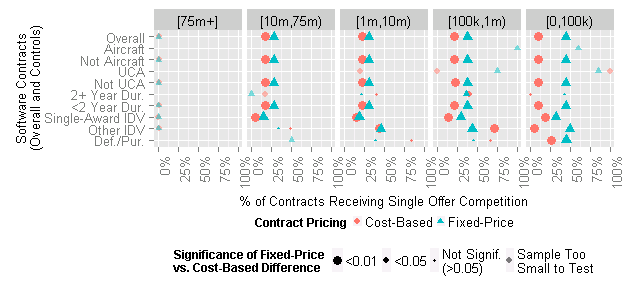 [75m+] [10m,75m) [1m,10m) [100k,1m) [0,100k)
Software Contracts
(Overall and Controls)
Overall
Aircraft
Not Aircraft
UCA
Not UCA
2+ Year Dur.
<2 Year Dur.
Single-Award IDV
Other IDV
Def./Pur.
0% 25% 50% 75% 100% 0% 25% 50% 75% 100% 0% 25% 50% 75% 100% 0% 25% 50% 75% 100% 0% 25% 50% 75% 100%
% of Contracts Receiving Single Offer Competition
Contract Pricing Cost-Based Fixed-Price
Significance of Fixed-Price
vs. Cost-Based Difference
<0.01
<0.05
Not Signif.
(>0.05)
Sample Too
Small to Test